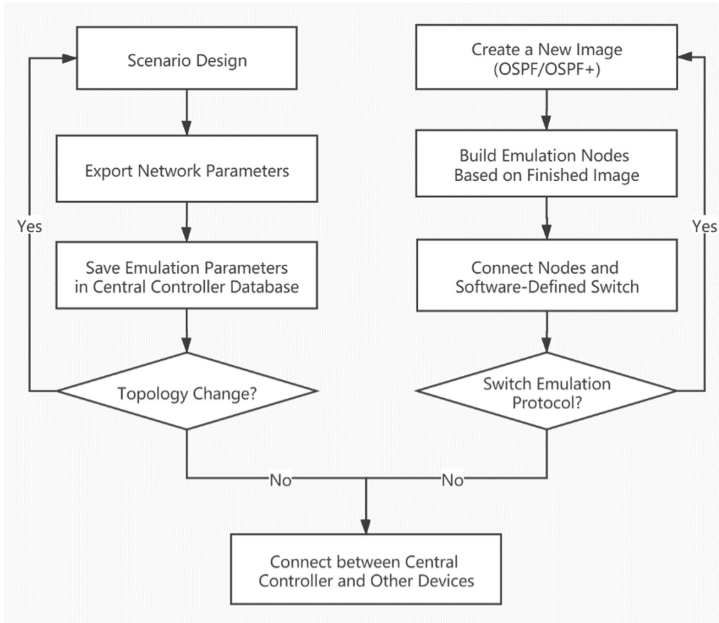 Scenario Design
Export Network Parameters
Save Emulation Parameters
in Central Controller Database
Topology Change?
Yes
No
Create a New Image
(OSPF/OSPF+)
Build Emulation Nodes
Based on Finished Image
Connect Nodes and
Software-Defined Switch
Switch Emulation
Protocol?
Yes
No
Connect between Central
Controller and Other Devices